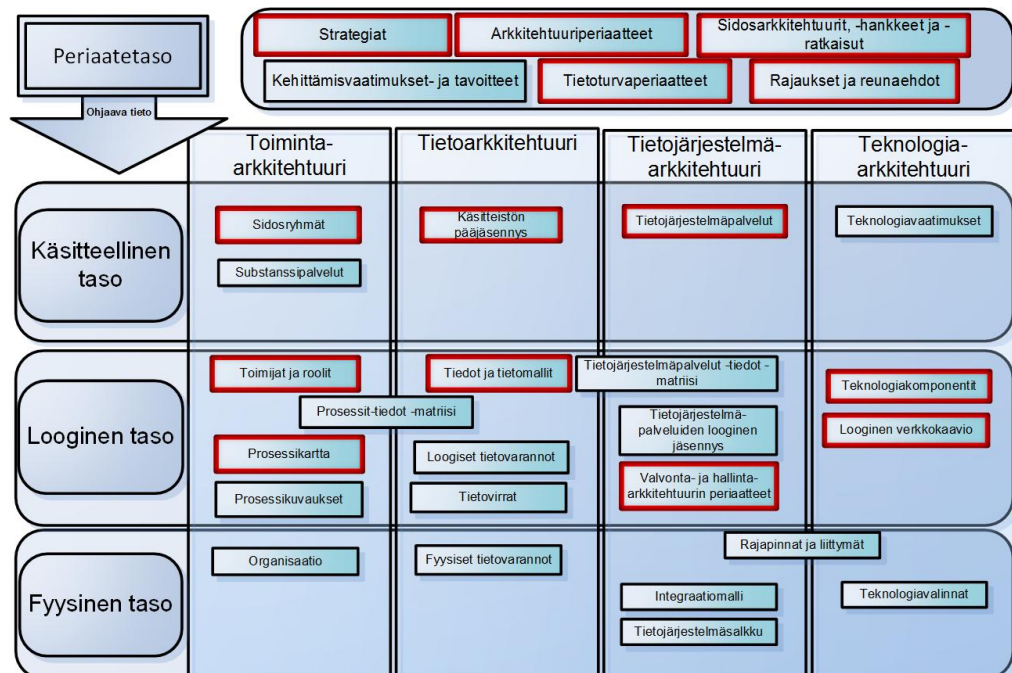 Periaatetaso
Ohjaava tieto
Strategiat
Arkkitehtuuriperiaatteet
Sidosarkkitehtuurit, -hankkeet ja -
ratkaisut
Kehittämisvaatimukset- ja tavoitteet
Tietoturvaperiaatteet
Rajaukset ja reunaehdot
Toiminta-
arkkitehtuuri
Tietoarkkitehtuuri
Tietojärjestelmä-
arkkitehtuuri
Teknologia-
arkkitehtuuri
Käsitteellinen
taso
Sidosryhmät
Substanssipalvelut
Käsitteistön
pääjäsennys
Tietojärjestelmäpalvelut
Teknologiavaatimukset
Looginen taso
Toimijat ja roolit
Tiedot ja tietomallit
Tietojärjestelmäpalvelut -tiedot -
matriisi
Teknologiakomponentit
Prosessit-tiedot -matriisi
Tietojärjestelmä-
palveluiden looginen
jäsennys
Looginen verkkokaavio
Prosessikartta
Loogiset tietovarannot
Valvonta- ja hallinta-
arkkitehtuurin periaatteet
Prosessikuvaukset
Tietovirrat
Fyysinen taso
Organisaatio
Fyysiset tietovarannot
Rajapinnat ja liittymät
Integraatiomalli
Teknologiavalinnat
Tietojärjestelmäsalkku